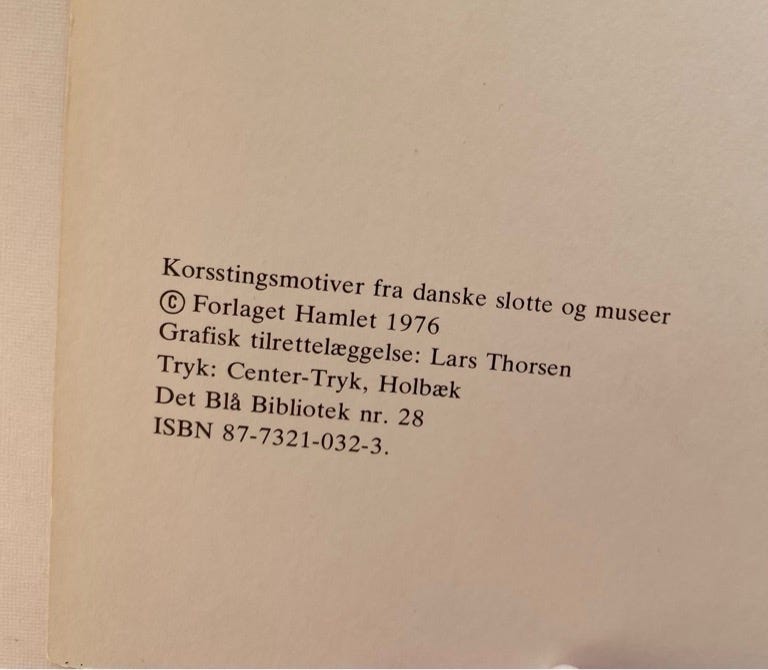 Korsstingsmotiver fra danske slotte og museer
© Forlaget Hamlet 1976
Grafisk tilrettelæggelse: Lars Thorsen
Tryk: Center-Tryk, Holbæk
Det Blå Bibliotek nr. 28
ISBN 87-7321-032-3.